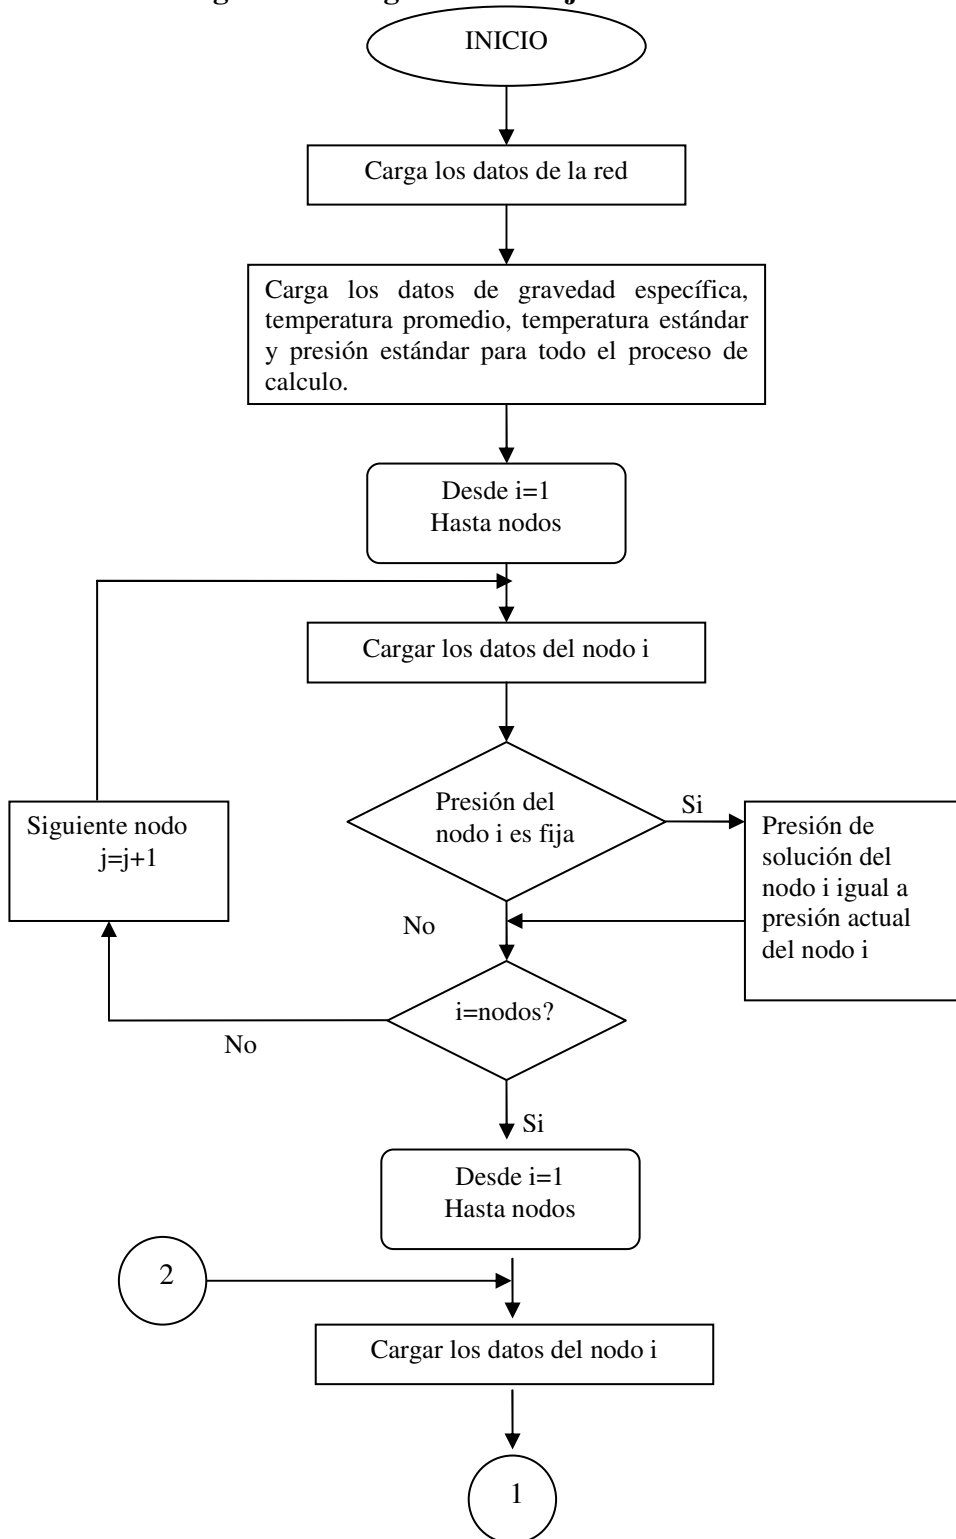 INICIO
Carga los datos de la red
Carga los datos de gravedad específica,
temperatura promedio, temperatura estándar
y presión estándar para todo el proceso de
calculo.
Desde i=1
Hasta nodos
Cargar los datos del nodo i
Presión del
nodo i es fija
Si
Presión de
solución del
nodo i igual a
presión actual
del nodo i
Siguiente nodo
j=j+1
No
i=nodos?
No
Si
Desde i=1
Hasta nodos
2
Cargar los datos del nodo i
1